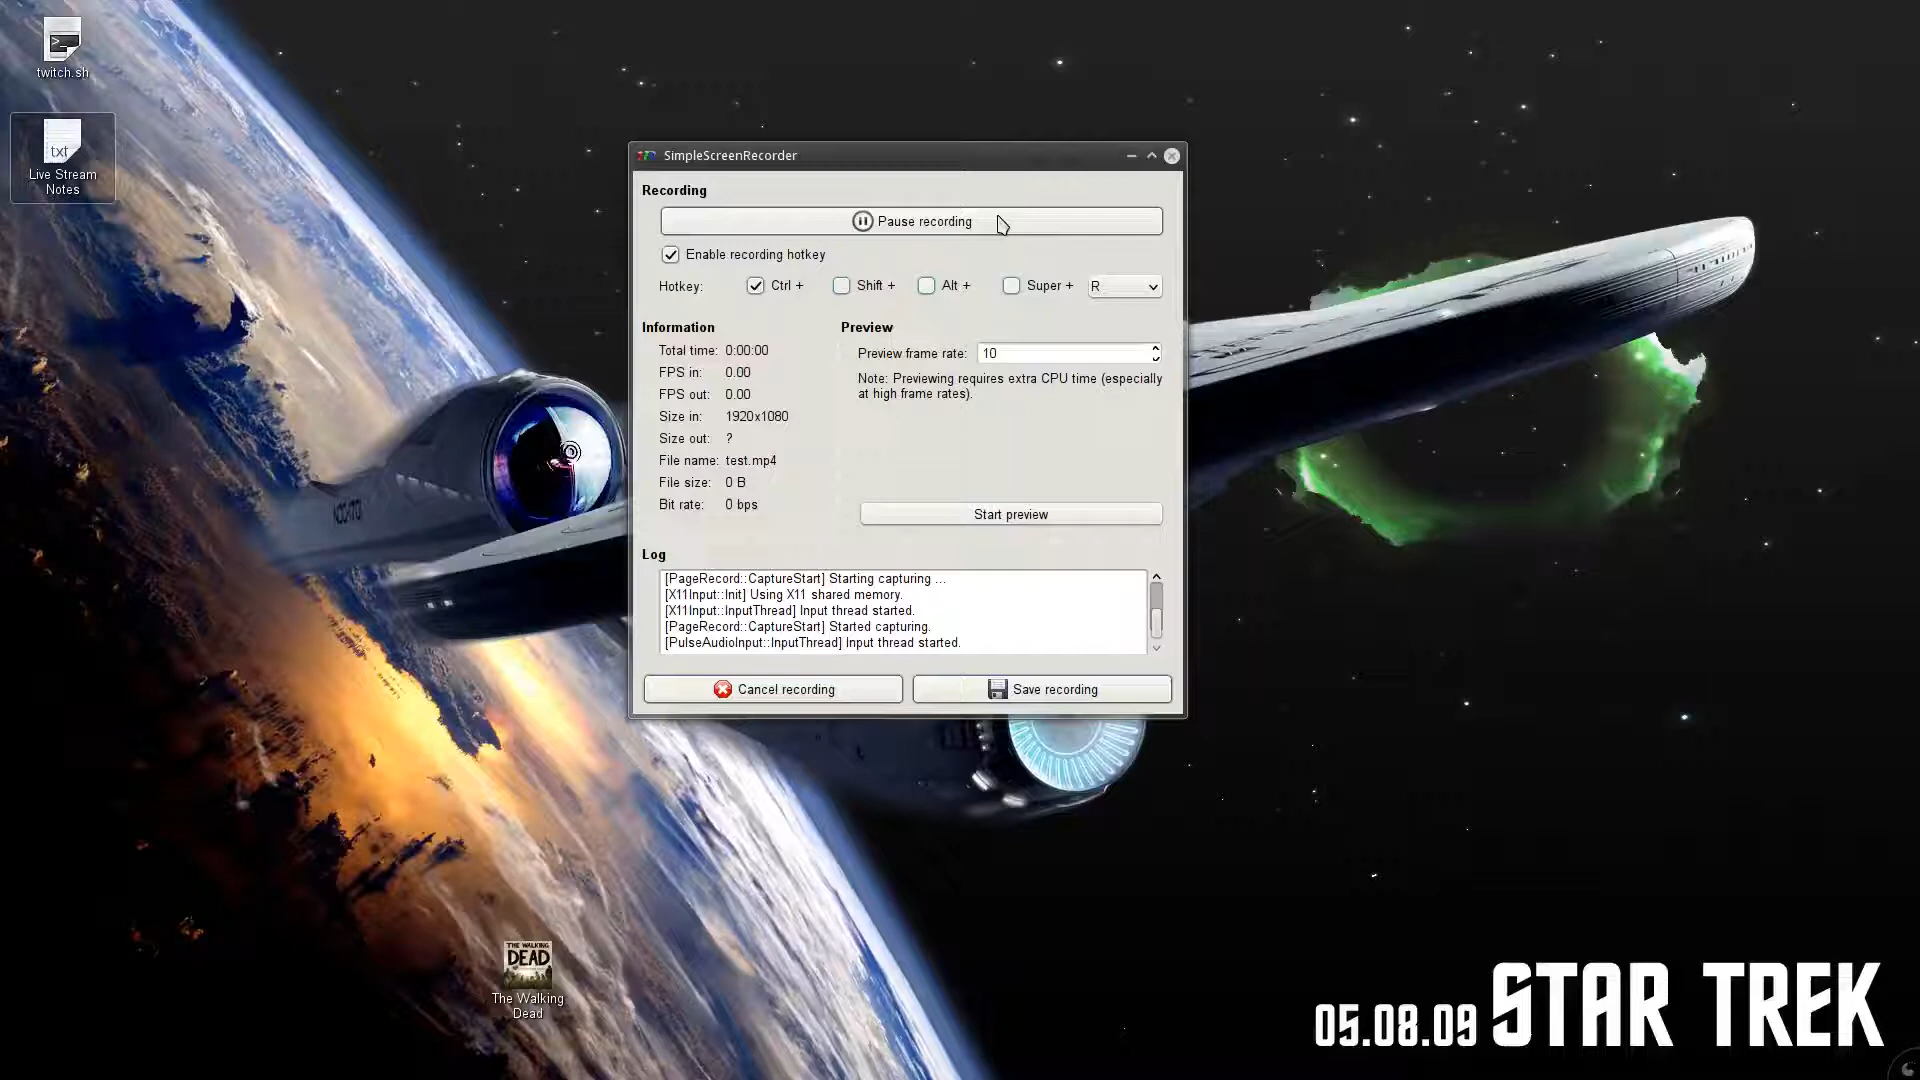 twitch.sh
txt
Live Stream
Notes
SimpleScreenRecorder
Recording
Pause recording
Enable recording hotkey
Hotkey: Ctrl + Shift + Alt + Super + R
Information
Total time: 0:00:00
FPS in: 0.00
FPS out: 0.00
Size in: 1920x1080
Size out: ?
File name: test.mp4
File size: 0 B
Bit rate: 0 bps
Preview
Preview frame rate: 10
Note: Previewing requires extra CPU time (especially
at high frame rates).
Start preview
Log
[PageRecord::CaptureStart] Starting capturing ...
[X11Input::Init] Using X11 shared memory.
[X11Input::InputThread] Input thread started.
[PageRecord::CaptureStart] Started capturing.
[PulseAudioInput::InputThread] Input thread started.
Cancel recording
Save recording
THE WALKING
DEAD
The Walking
Dead
05.08.09 STAR TREK